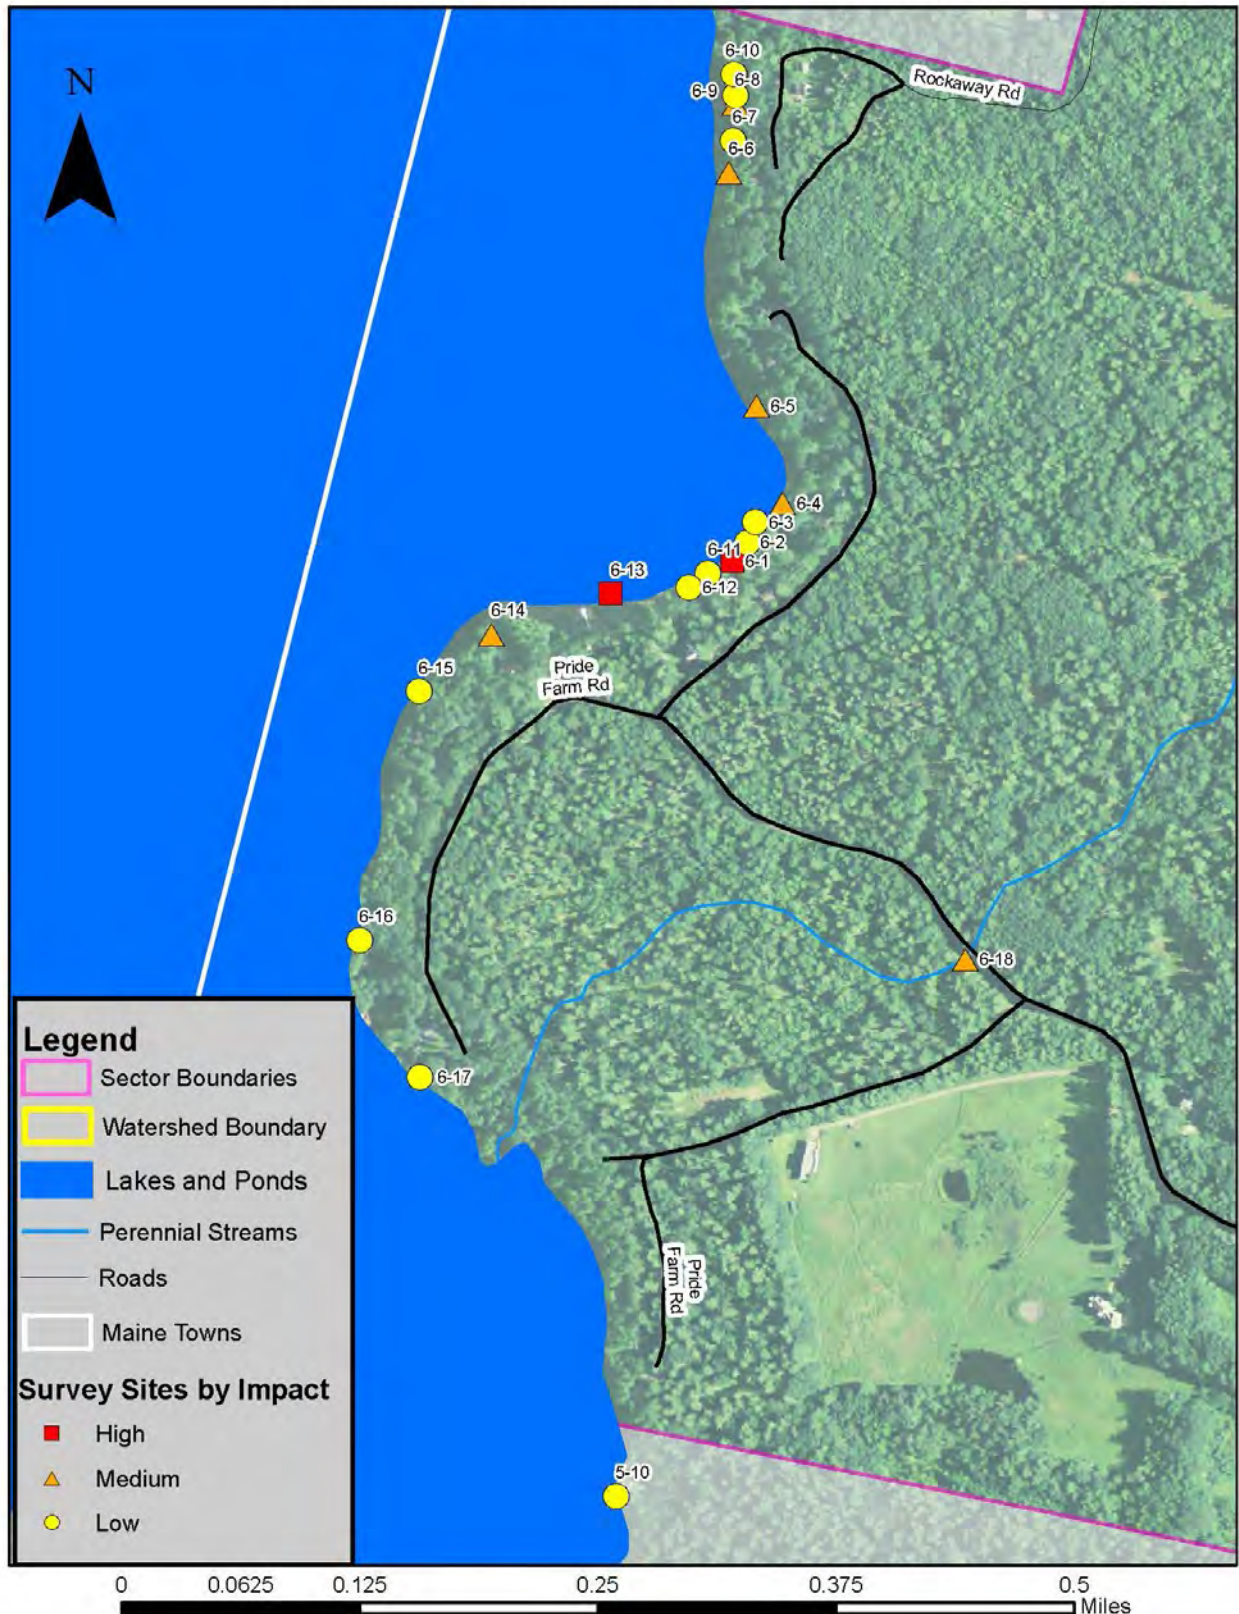 N
6-10
Rockaway Rd
6-8
6-9
6-7
6-6
6-5
6-4
6-3
6-2
6-11
6-1
6-13
6-12
6-14
6-15
Pride
Farm Rd
6-16
6-18
6-17
Pride
Farm Rd
5-10
Legend
Sector Boundaries
Watershed Boundary
Lakes and Ponds
Perennial Streams
Roads
Maine Towns
Survey Sites by Impact
High
Medium
Low
0 0.0625 0.125 0.25 0.375 0.5
Miles